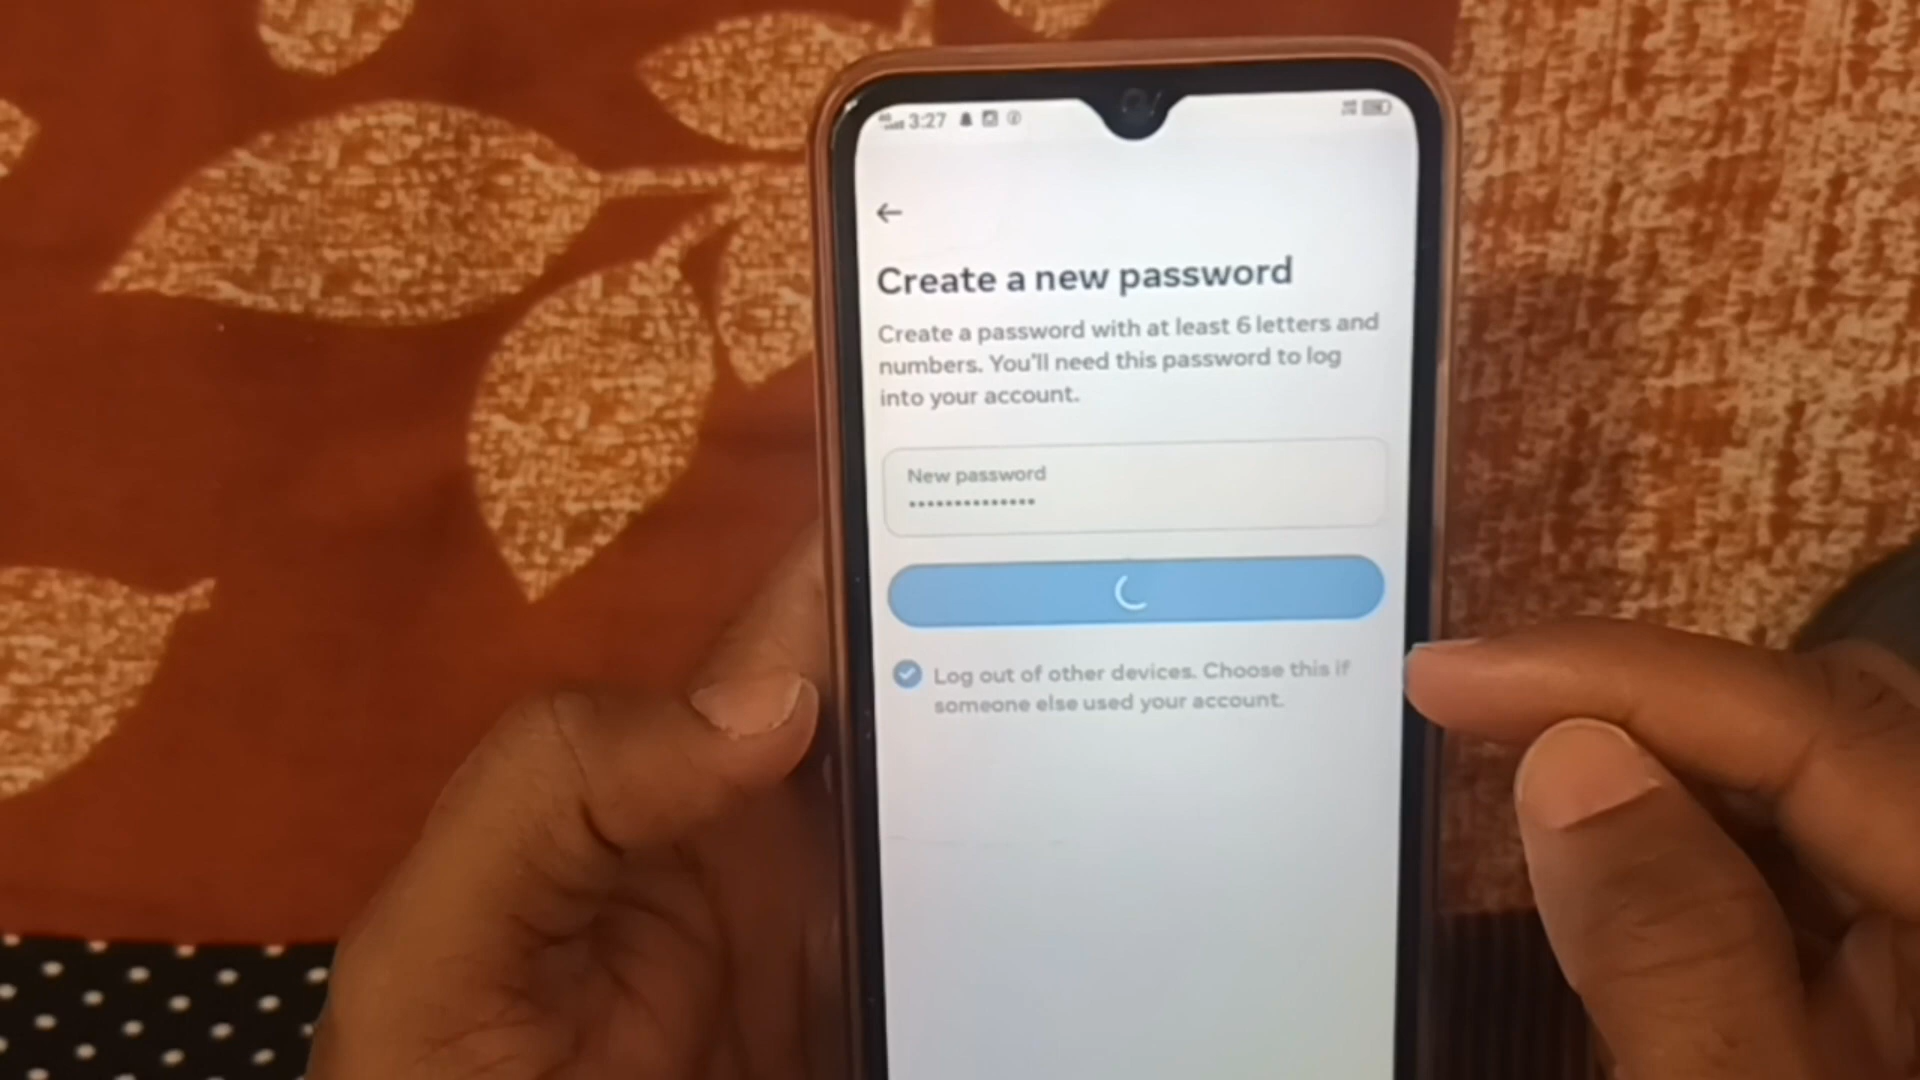 3:27
Create a new password
Create a password with at least 6 letters and
numbers. You'll need this password to log
into your account.
New password
••••••••••••••
Log out of other devices. Choose this if
someone else used your account.